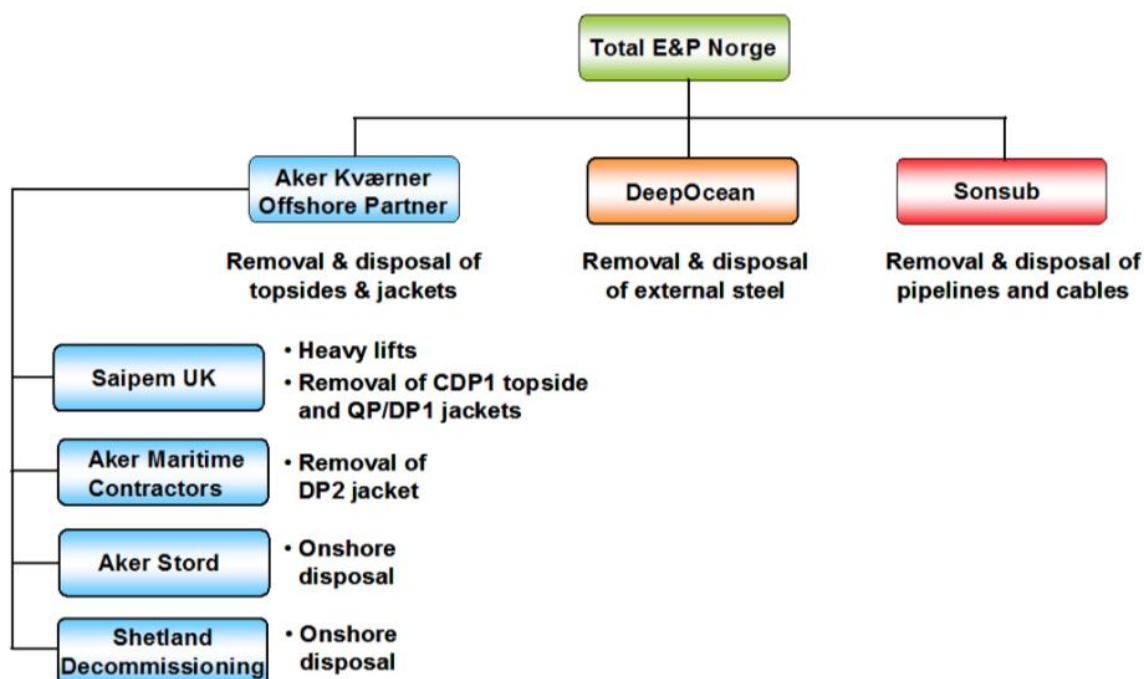 Total E&P Norge
Aker Kværner
Offshore Partner
DeepOcean
Sonsub
Removal & disposal of
topsides & jackets
Removal & disposal
of external steel
Removal & disposal of
pipelines and cables
Saipem UK
• Heavy lifts
• Removal of CDP1 topside
and QP/DP1 jackets
Aker Maritime
Contractors
• Removal of
DP2 jacket
Aker Stord
• Onshore
disposal
Shetland
Decommissioning
• Onshore
disposal